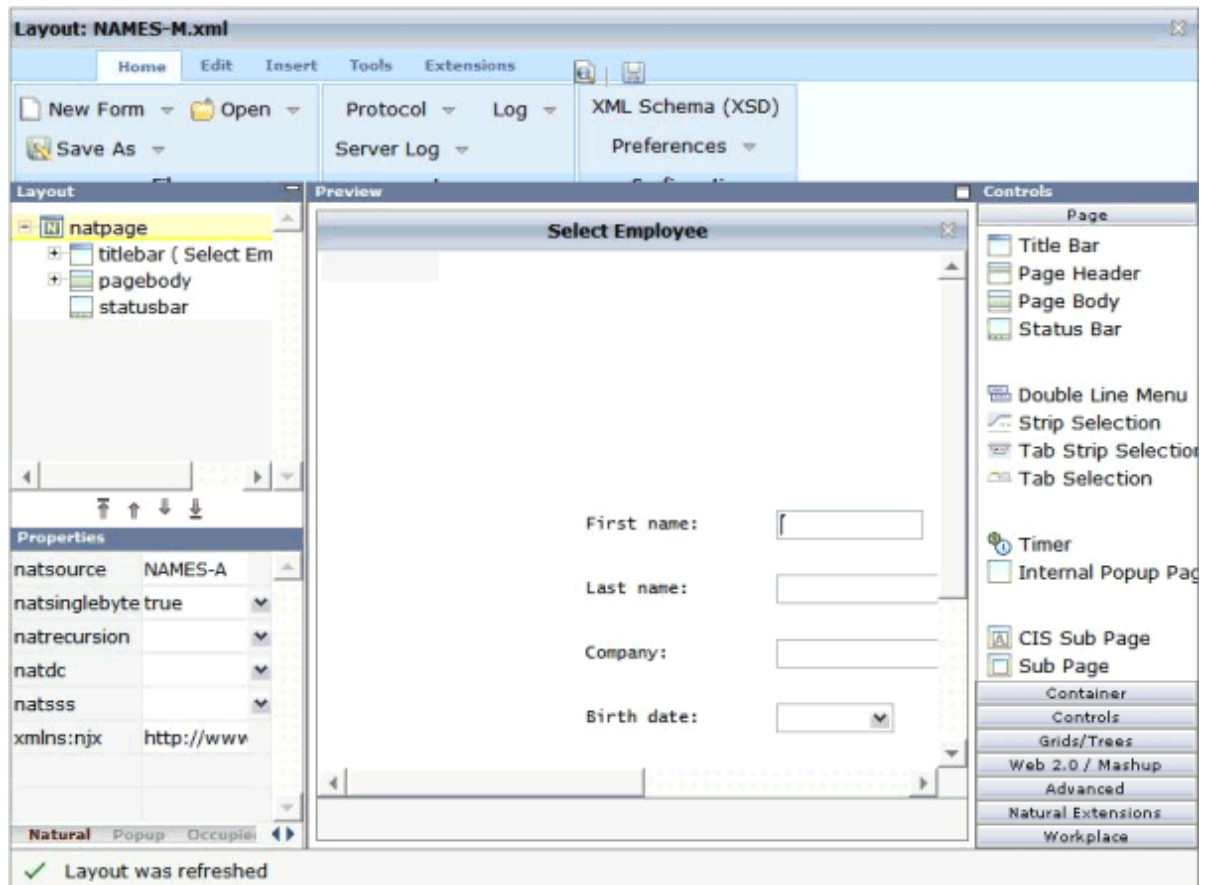 Layout: NAMES-M.xml
Home Edit Insert Tools Extensions
New Form Open Protocol Log XML Schema (XSD)
Save As Server Log Preferences
Layout
natpage
titlebar ( Select Em
pagebody
statusbar
Properties
natsource NAMES-A
natsinglebyte true
natrecursion
natdc
natsss
xmlns:njx http://www
Natural Popup Occupie
Preview
Select Employee
First name:
Last name:
Company:
Birth date:
Controls
Page
Title Bar
Page Header
Page Body
Status Bar
Double Line Menu
Strip Selection
Tab Strip Selection
Tab Selection
Timer
Internal Popup Pag
CIS Sub Page
Sub Page
Container
Controls
Grids/Trees
Web 2.0 / Mashup
Advanced
Natural Extensions
Workplace
Layout was refreshed